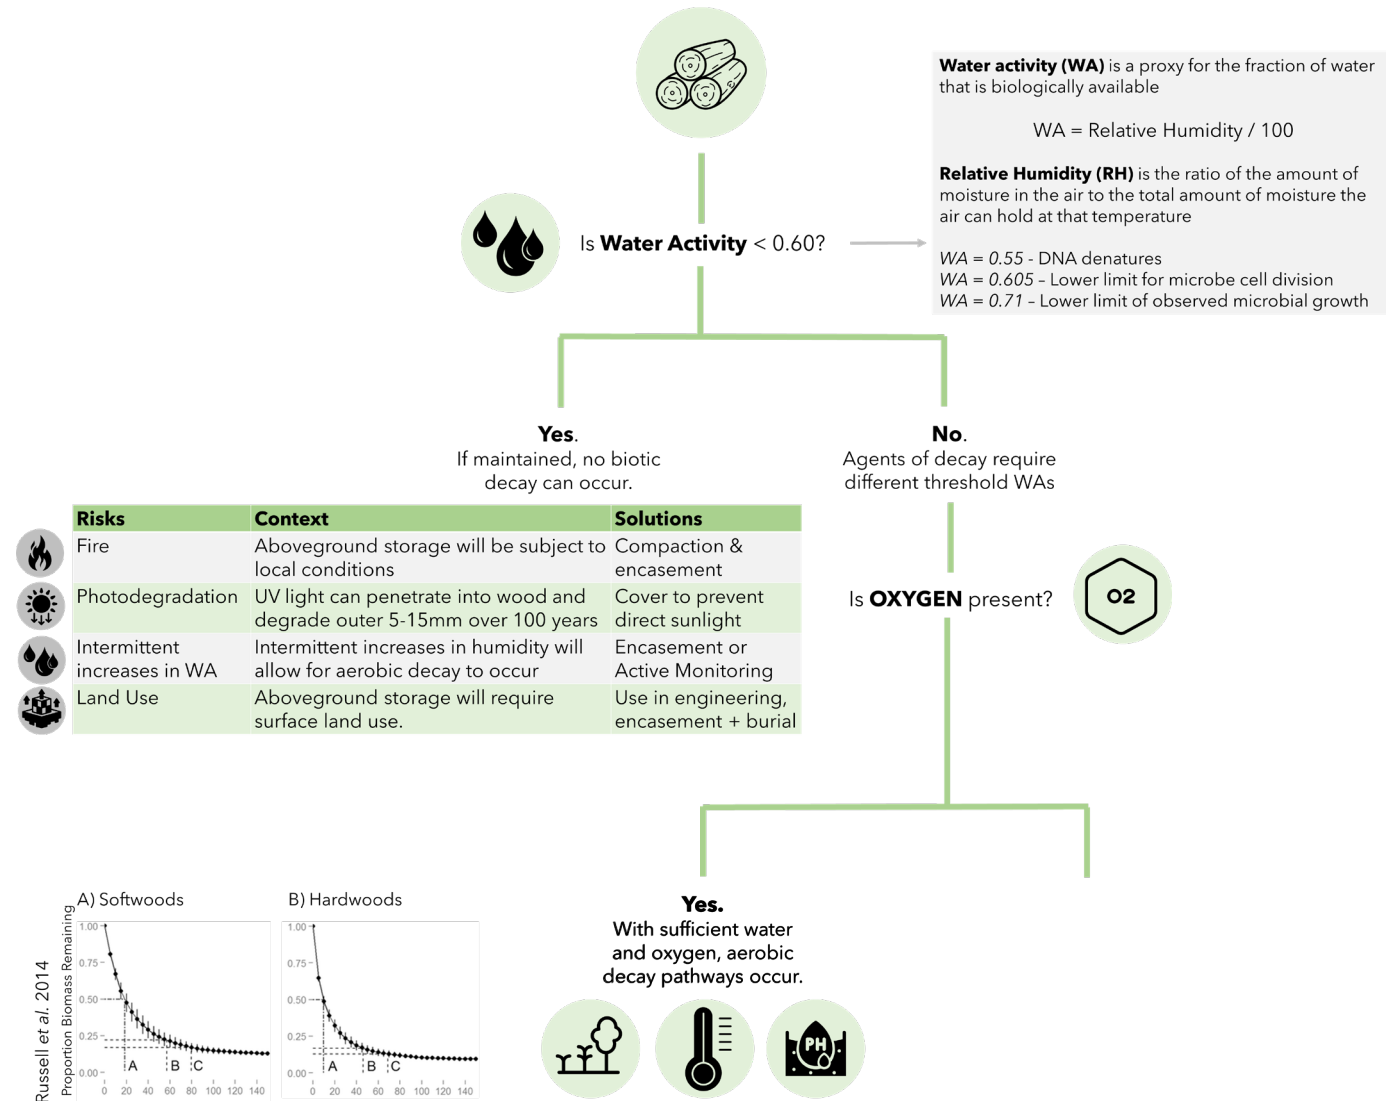 Water activity (WA) is a proxy for the fraction of water
that is biologically available
WA = Relative Humidity / 100
Relative Humidity (RH) is the ratio of the amount of
moisture in the air to the total amount of moisture the
air can hold at that temperature
WA = 0.55 - DNA denatures
WA = 0.605 – Lower limit for microbe cell division
WA = 0.71 – Lower limit of observed microbial growth
Is Water Activity < 0.60?
Yes.
If maintained, no biotic
decay can occur.
No.
Agents of decay require
different threshold WAs
Risks Context Solutions
Fire Aboveground storage will be subject to Compaction &
local conditions encasement
Photodegradation UV light can penetrate into wood and Cover to prevent
degrade outer 5-15mm over 100 years direct sunlight
Intermittent Intermittent increases in humidity will Encasement or
increases in WA allow for aerobic decay to occur Active Monitoring
Land Use Aboveground storage will require Use in engineering,
surface land use. encasement + burial
Is OXYGEN present?
O2
Yes.
With sufficient water
and oxygen, aerobic
decay pathways occur.
PH
Russell et al. 2014
Proportion Biomass Remaining
A) Softwoods
1.00
0.75
0.50
0.25
0.00
A B C
0 20 40 60 80 100 120 140
B) Hardwoods
1.00
0.75
0.50
0.25
0.00
A B C
0 20 40 60 80 100 120 140